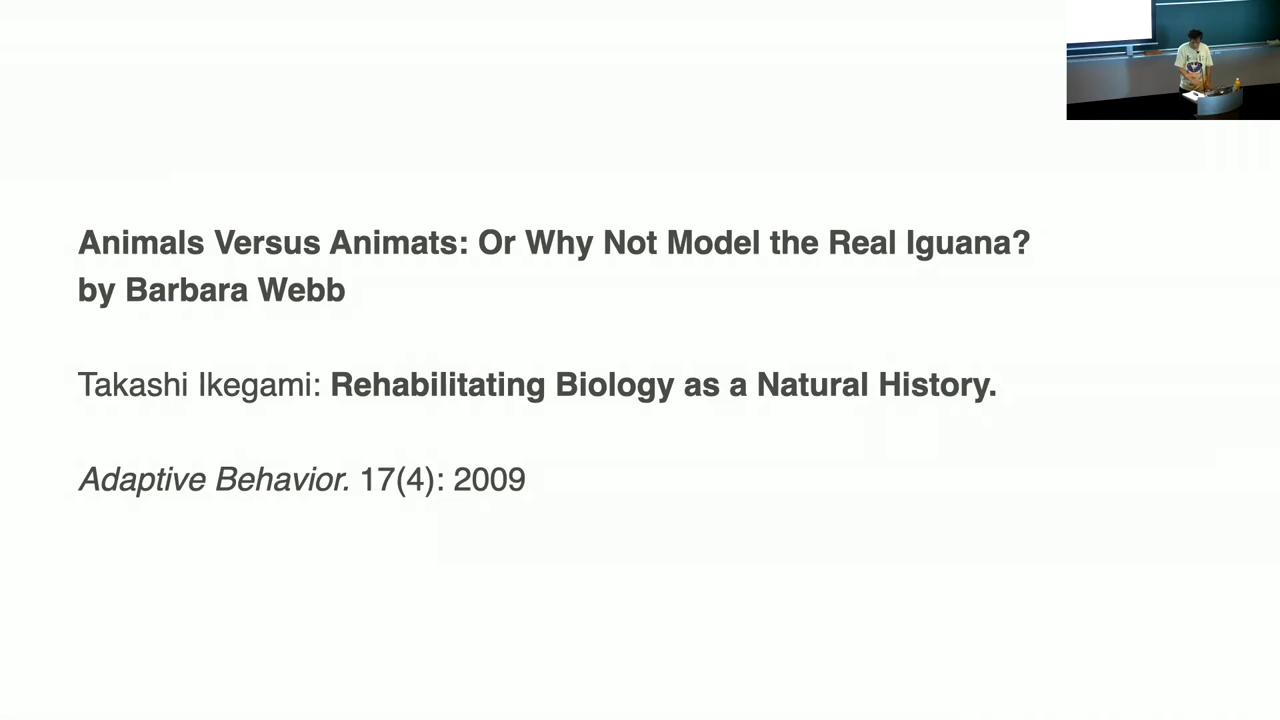 Animals Versus Animats: Or Why Not Model the Real Iguana?
by Barbara Webb
Takashi Ikegami: Rehabilitating Biology as a Natural History.
Adaptive Behavior. 17(4): 2009